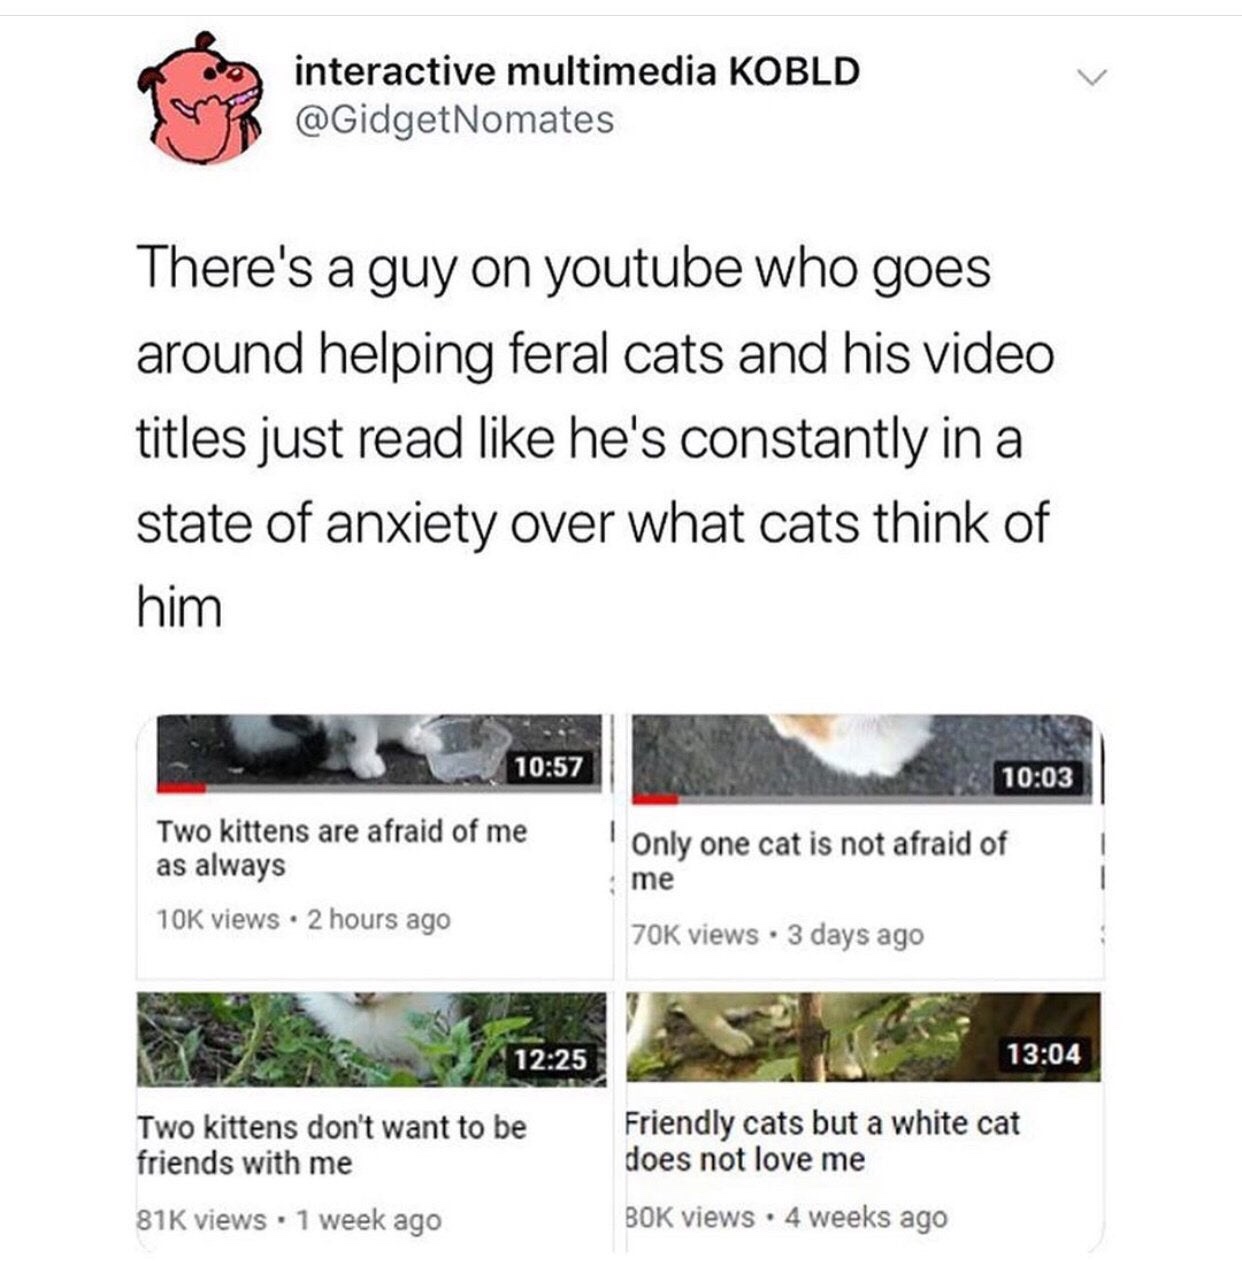 interactive multimedia KOBLD
@GidgetNomates
There's a guy on youtube who goes
around helping feral cats and his video
titles just read like he's constantly in a
state of anxiety over what cats think of
him
10:57
Two kittens are afraid of me
as always
10K views • 2 hours ago
10:03
Only one cat is not afraid of
me
70K views • 3 days ago
12:25
Two kittens don't want to be
friends with me
81K views • 1 week ago
13:04
Friendly cats but a white cat
does not love me
80K views • 4 weeks ago